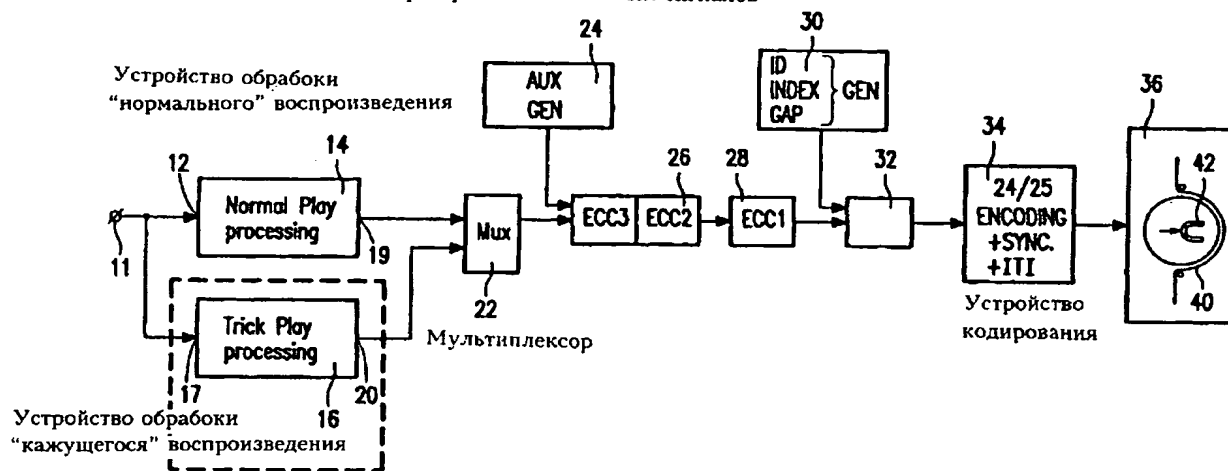 24
30
Устройство обрабоки
“нормального” воспроизведения
AUX
GEN
ID
INDEX
GAP
GEN
36
12
14
Normal Play
processing
19
11
Mux
22
26
ECC3
ECC2
28
ECC1
32
34
24/25
ENCODING
+SYNC.
+ITI
42
40
Устройство
кодирования
Мультиплексор
Trick Play
processing
17
16
20
Устройство обрабоки
“кажущегося” воспроизведения